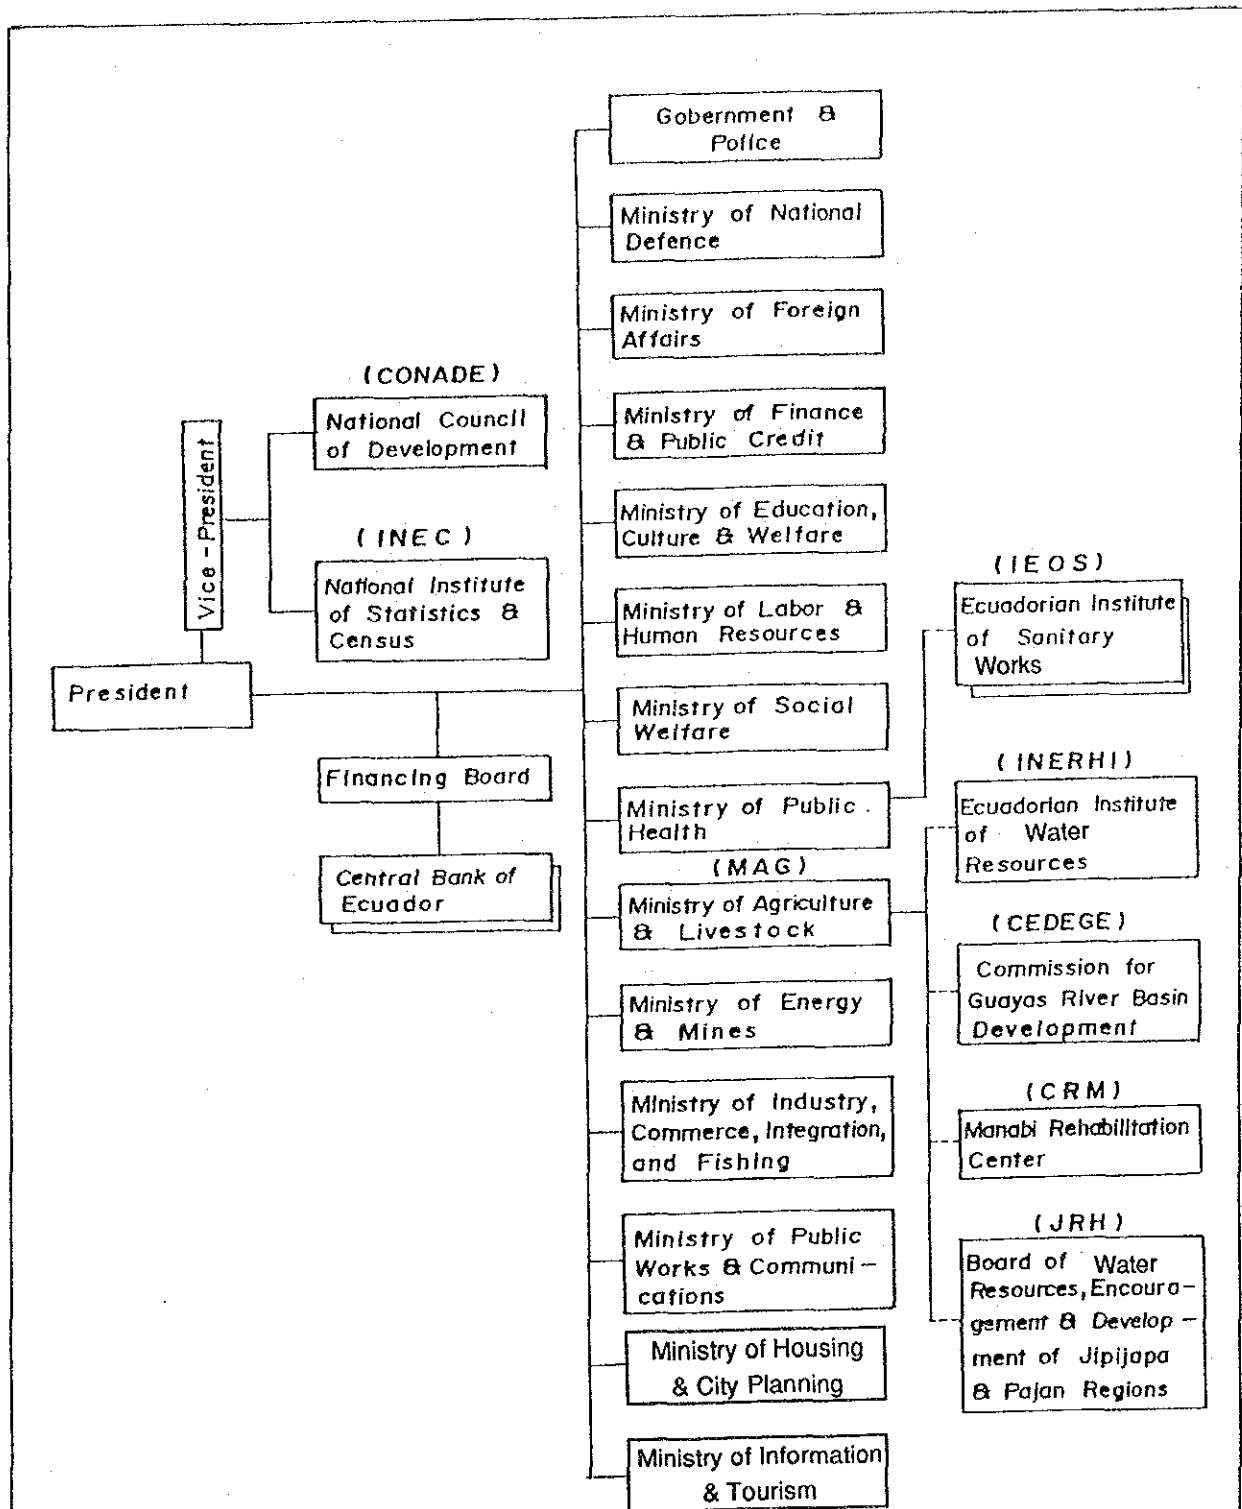 Gobernment &
Police
Ministry of National
Defence
Ministry of Foreign
Affairs
(CONADE)
National Council
of Development
Ministry of Finance
& Public Credit
Vice-President
(INEC)
National Institute
of Statistics &
Census
Ministry of Education,
Culture & Welfare
Ministry of Labor &
Human Resources
(IEOS)
Ecuadorian Institute
of Sanitary
Works
President
Ministry of Social
Welfare
Financing Board
Ministry of Public
Health
(INERHI)
Ecuadorian Institute
of Water
Resources
Central Bank of
Ecuador
(MAG)
Ministry of Agriculture
& Livestock
(CEDEGE)
Commission for
Guayas River Basin
Development
Ministry of Energy
& Mines
Ministry of Industry,
Commerce, Integration,
and Fishing
(CRM)
Manabi Rehabilitation
Center
Ministry of Public
Works & Communi-
cations
(JRH)
Board of Water
Resources, Encoura-
gement & Develop-
ment of Jipijapa
& Pajan Regions
Ministry of Housing
& City Planning
Ministry of Information
& Tourism